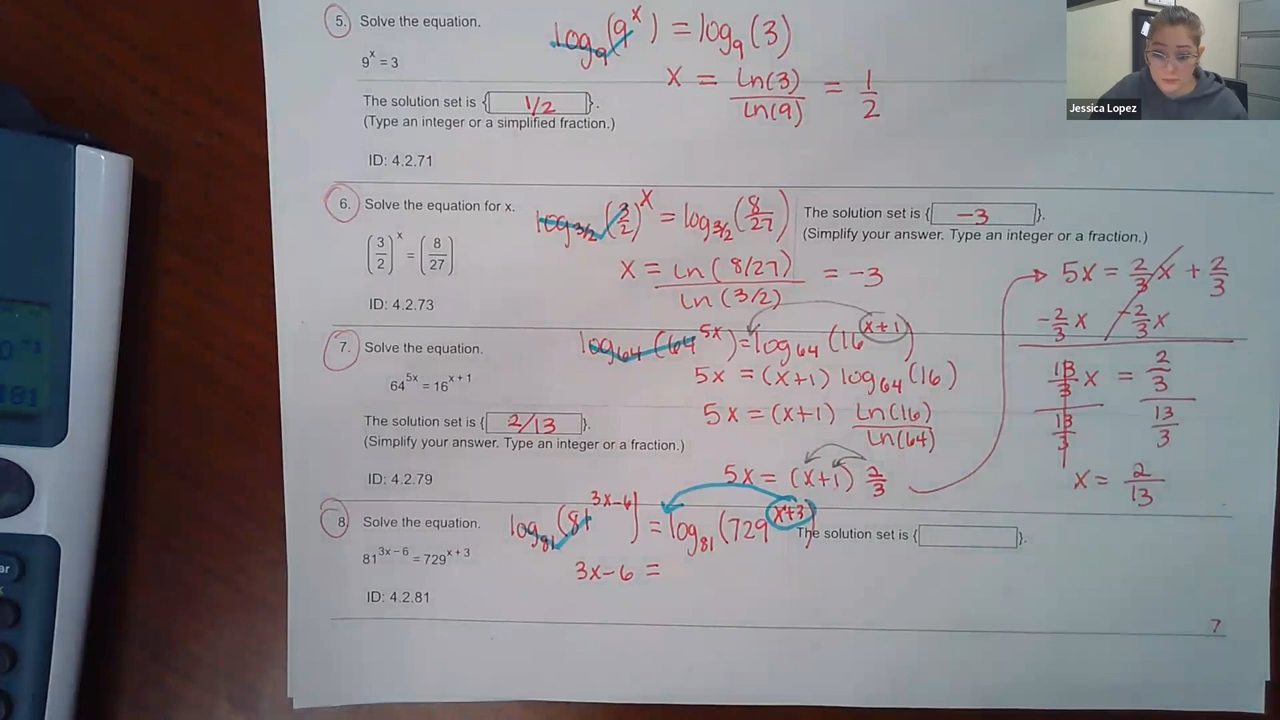 5. Solve the equation.
9^x = 3
log₉(9^x) = log₉(3)
x = ln(3)/ln(9) = 1/2
The solution set is { 1/2 }.
(Type an integer or a simplified fraction.)
ID: 4.2.71
Jessica Lopez
6. Solve the equation for x.
(3/2)^x = (8/27)
ID: 4.2.73
log_3/2 (3/2)^x = log_3/2 (8/27)
x = ln(8/27)/ln(3/2) = -3
The solution set is { -3 }.
(Simplify your answer. Type an integer or a fraction.)
7. Solve the equation.
64^5x = 16^x+1
The solution set is { 2/13 }.
(Simplify your answer. Type an integer or a fraction.)
ID: 4.2.79
log₆₄(64^5x) = log₆₄(16^x+1)
5x = (x+1) log₆₄(16)
5x = (x+1) ln(16)/ln(64)
5x = (x+1) 2/3
5x = 2/3 x + 2/3
-2/3 x -2/3 x
13/3 x = 2/3
13/3 13/3
x = 2/13
8 Solve the equation.
81^3x-6 = 729^x+3
ID: 4.2.81
log₈₁(81^3x-6) = log₈₁(729^x+3)
3x-6 =
The solution set is { }.
7
81